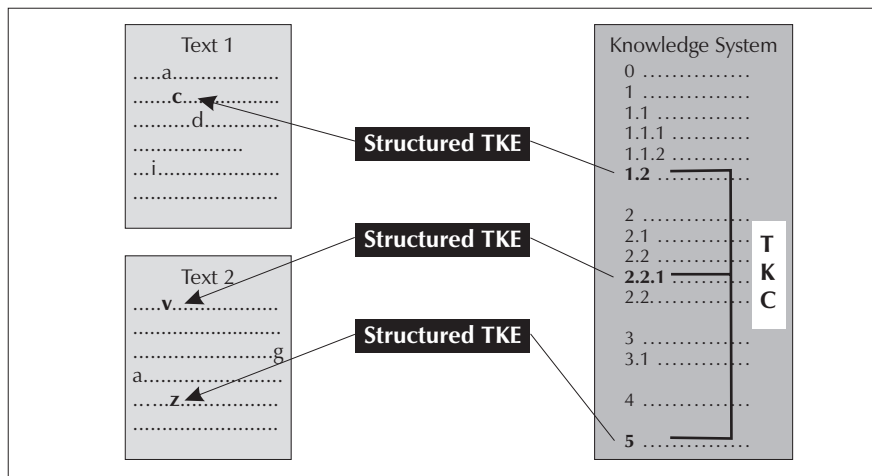 Text 1
.....a..................
.......c................
..........d............
.................
...i.....................
........................
Text 2
.....v..................
........................
.......................g
a.......................
.......z................
........................
Structured TKE
Structured TKE
Structured TKE
Knowledge System
0 ...............
1 ...............
1.1 ..............
1.1.1 ............
1.1.2 ............
1.2 ..............
2 ...............
2.1 ..............
2.2 ..............
2.2.1 ............
2.2 ..............
3 ...............
3.1 ..............
4 ...............
5 ...............
T
K
C